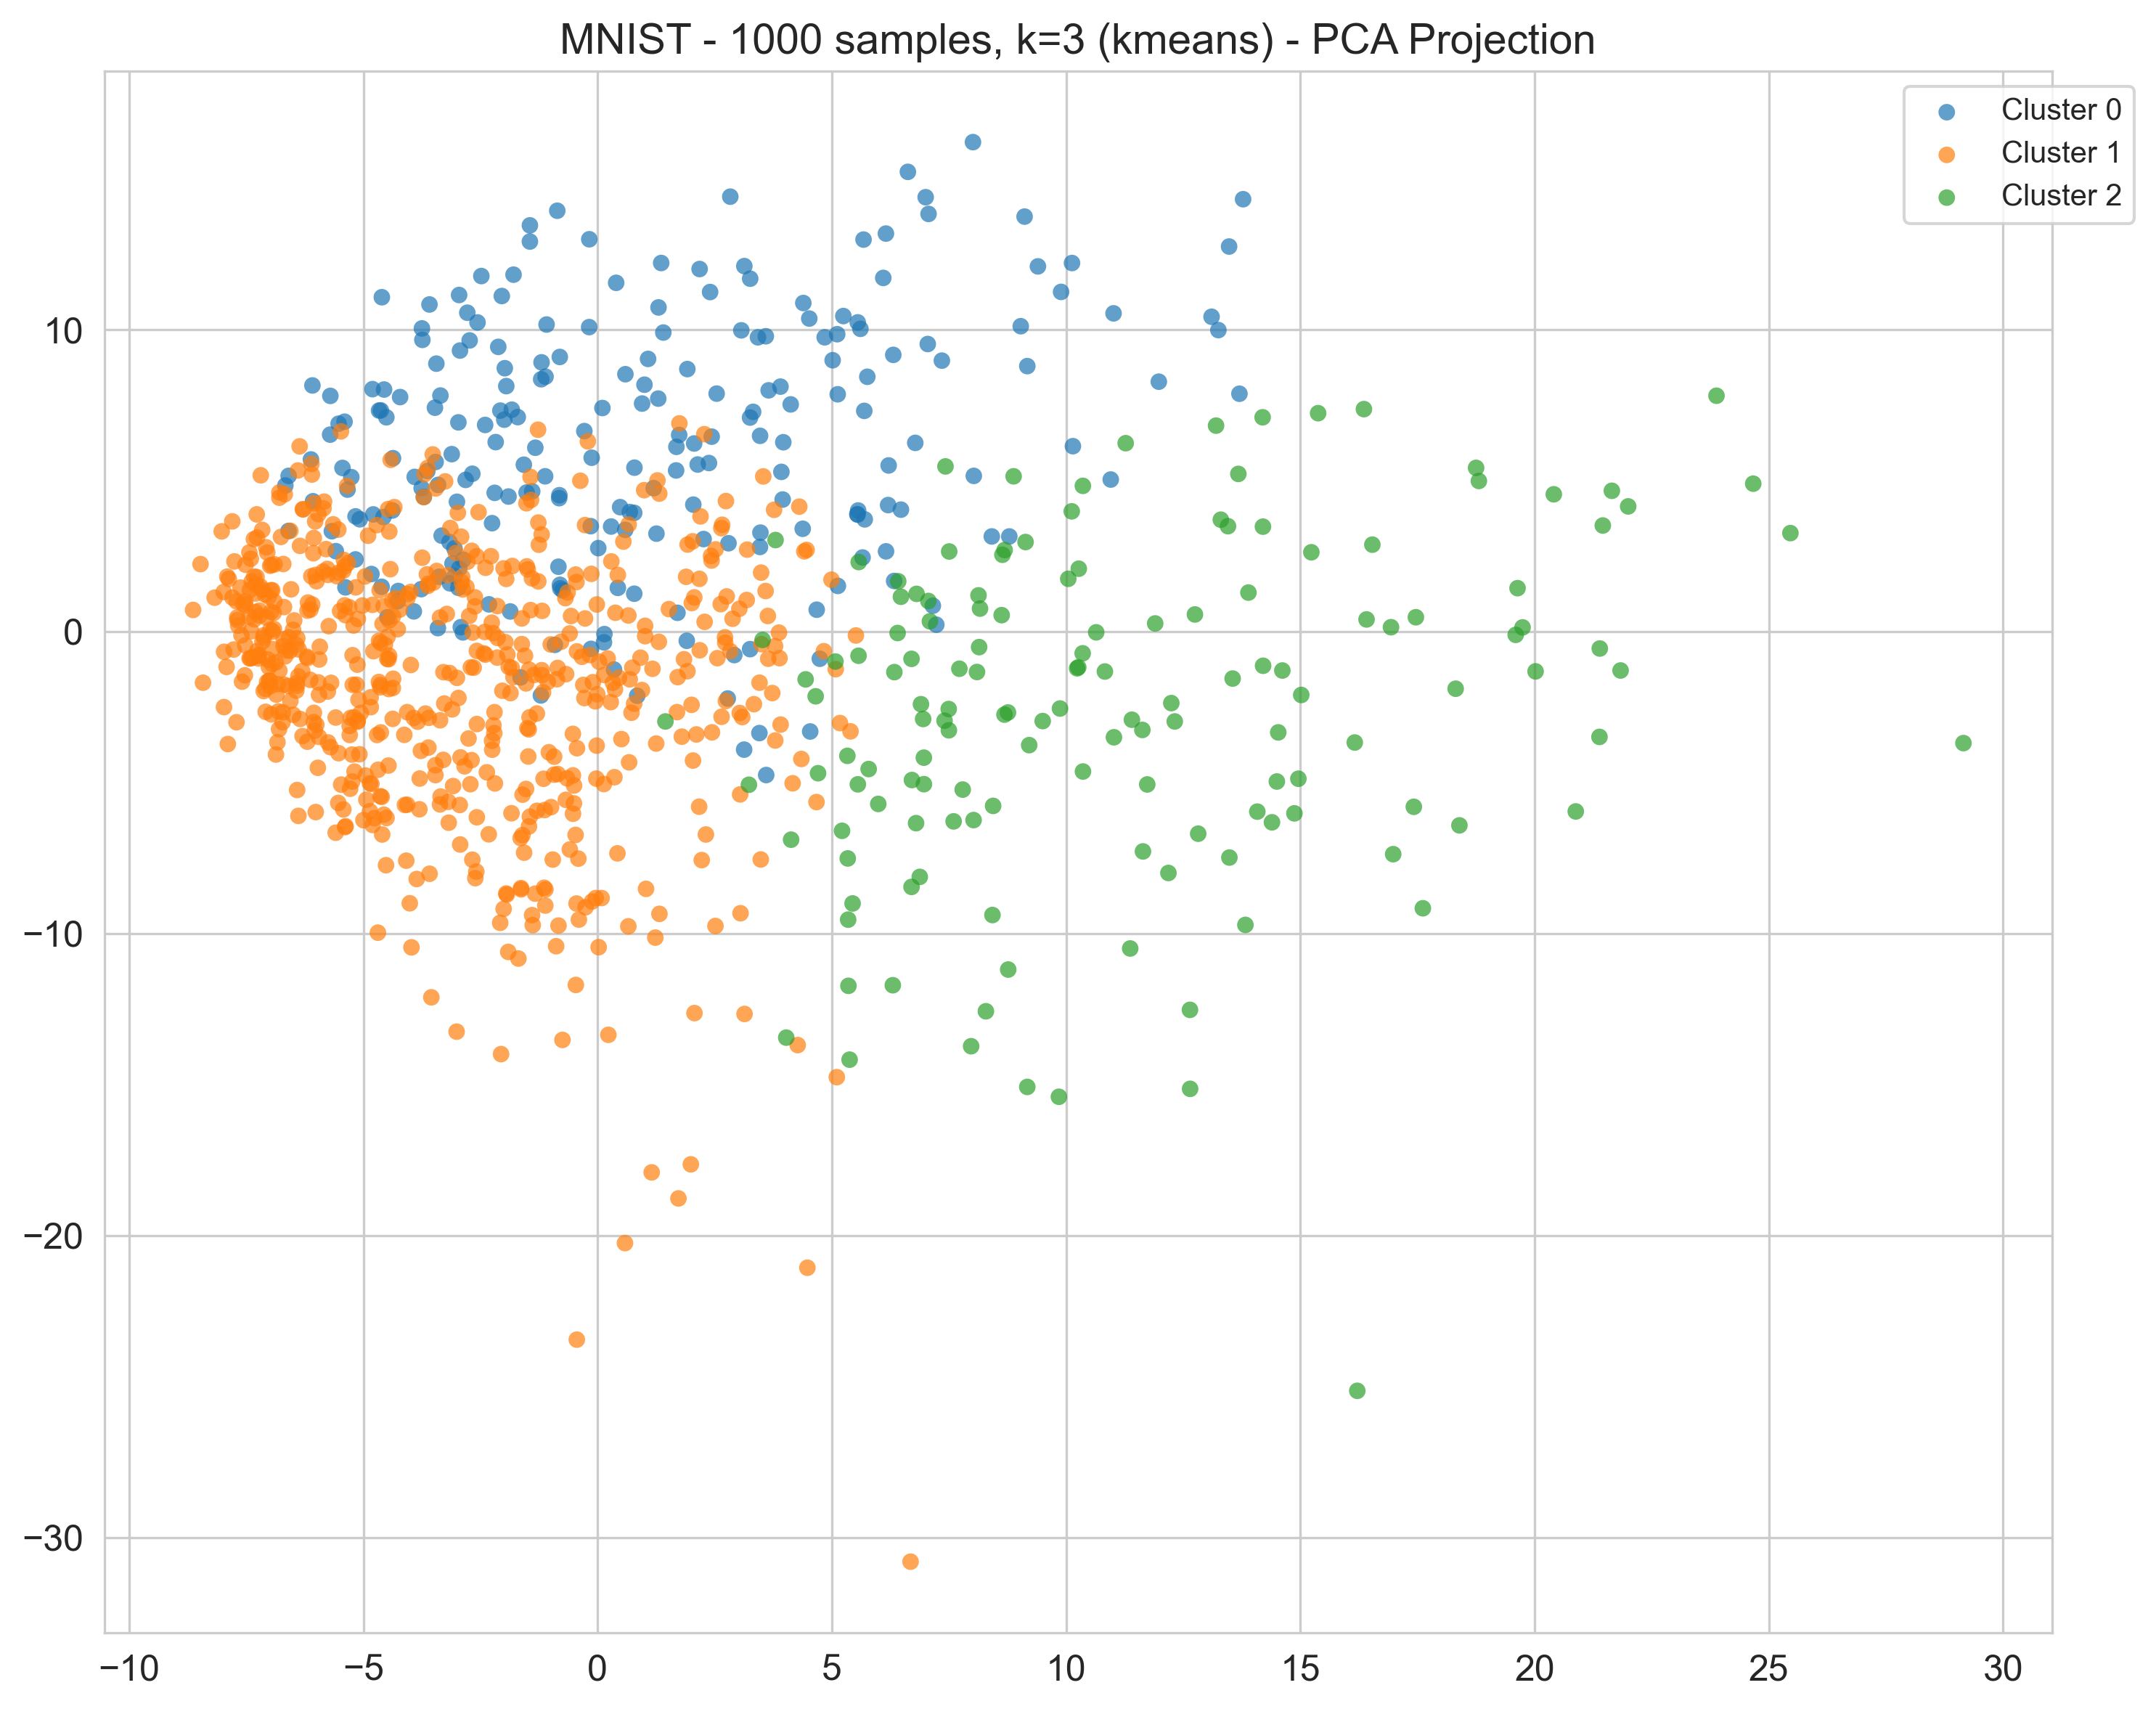 MNIST - 1000 samples, k=3 (kmeans) - PCA Projection
Cluster 0
Cluster 1
Cluster 2
10
0
−10
−20
−30
−10 −5 0 5 10 15 20 25 30